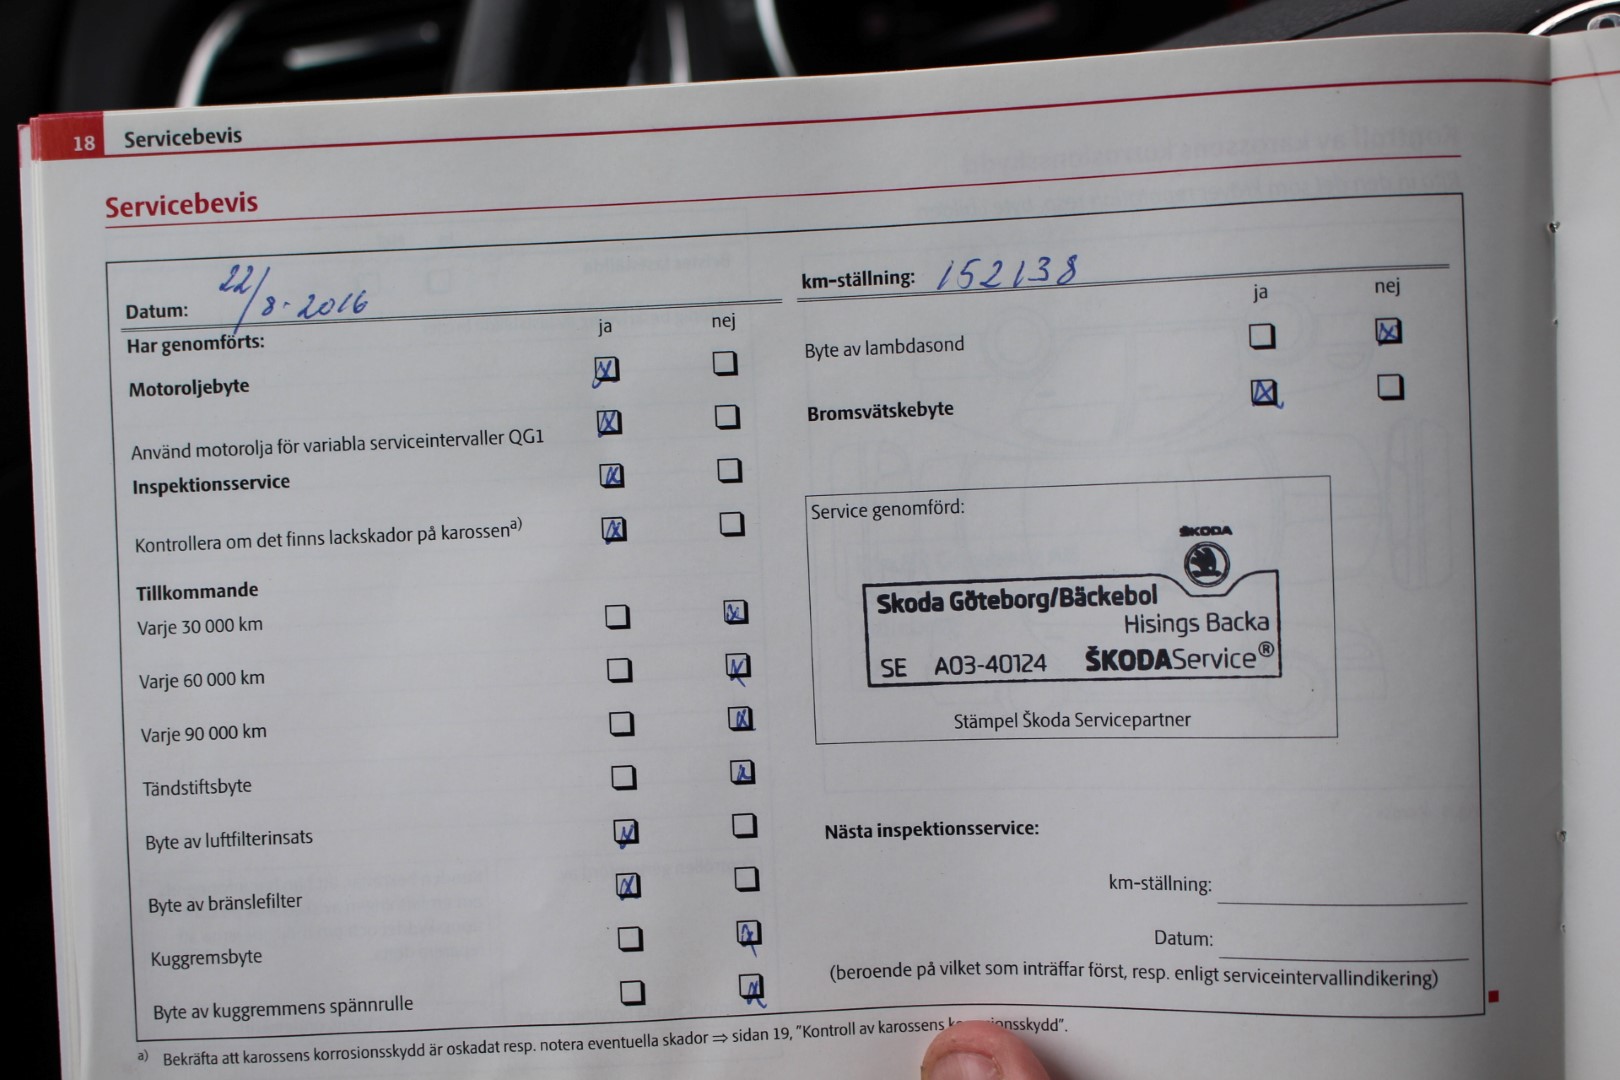 18 Servicebevis
Servicebevis
Datum: 22/8-2016
km-ställning: 152138
Har genomförts:
ja nej
Motoroljebyte
Använd motorolja för variabla serviceintervaller QG1
Inspektionsservice
Kontrollera om det finns lackskador på karossen a)
Tillkommande
Varje 30 000 km
Varje 60 000 km
Varje 90 000 km
Tändstiftsbyte
Byte av luftfilterinsats
Byte av bränslefilter
Kuggremsbyte
Byte av kuggremmens spännrulle
ja nej
Byte av lambdasond
Bromsvätskebyte
Service genomförd:
ŠKODA
Skoda Göteborg/Bäckebol
Hisings Backa
SE A03-40124 ŠKODAService®
Stämpel Škoda Servicepartner
Nästa inspektionsservice:
km-ställning:
Datum:
(beroende på vilket som inträffar först, resp. enligt serviceintervallindikering)
a) Bekräfta att karossens korrosionsskydd är oskadat resp. notera eventuella skador ⇒ sidan 19, "Kontroll av karossens korrosionsskydd".